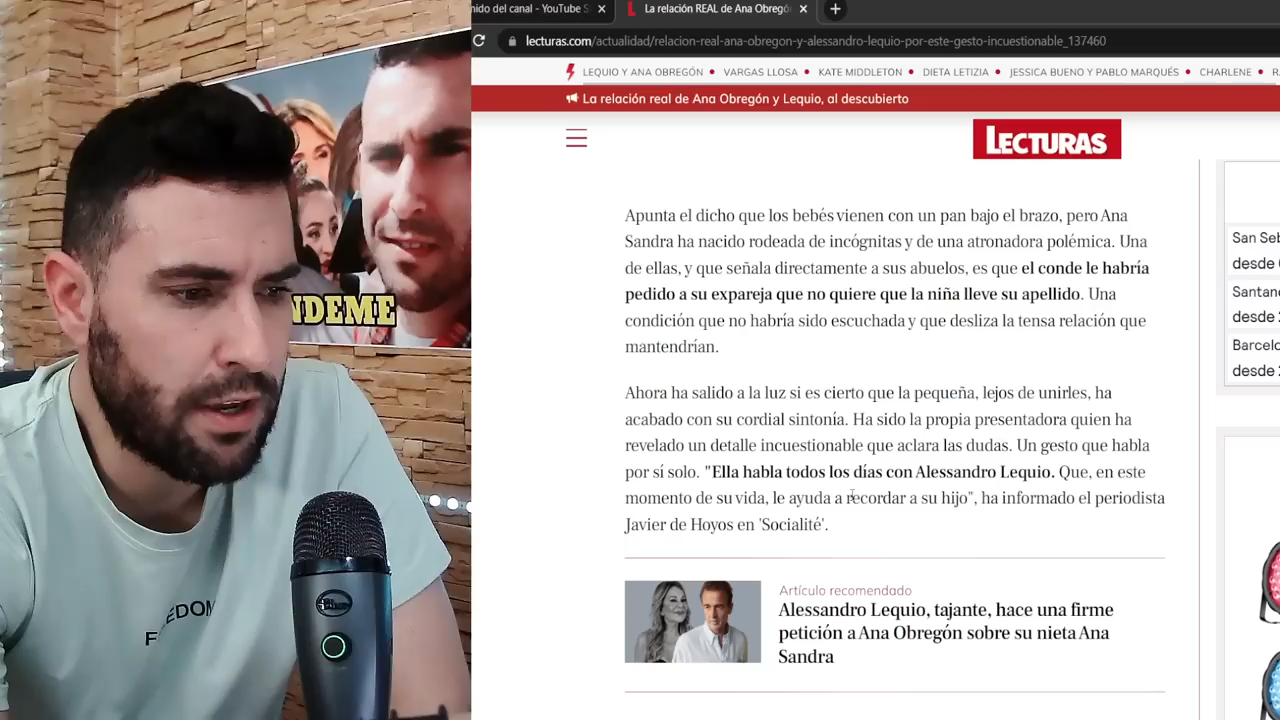 nido del canal - YouTube S
La relación REAL de Ana Obregó
lecturas.com/actualidad/relacion-real-ana-obregon-y-alessandro-lequio-por-este-gesto-incuestionable_137460
LEQUIO Y ANA OBREGÓN • VARGAS LLOSA • KATE MIDDLETON • DIETA LETIZIA • JESSICA BUENO Y PABLO MARQUÉS • CHARLENE • R
La relación real de Ana Obregón y Lequio, al descubierto
LECTURAS
Apunta el dicho que los bebés vienen con un pan bajo el brazo, pero Ana
Sandra ha nacido rodeada de incógnitas y de una atronadora polémica. Una
de ellas, y que señala directamente a sus abuelos, es que el conde le habría
pedido a su expareja que no quiere que la niña lleve su apellido. Una
condición que no habría sido escuchada y que desliza la tensa relación que
mantendrían.
Ahora ha salido a la luz si es cierto que la pequeña, lejos de unirles, ha
acabado con su cordial sintonía. Ha sido la propia presentadora quien ha
revelado un detalle incuestionable que aclara las dudas. Un gesto que habla
por sí solo. "Ella habla todos los días con Alessandro Lequio. Que, en este
momento de su vida, le ayuda a recordar a su hijo", ha informado el periodista
Javier de Hoyos en 'Socialité'.
Artículo recomendado
Alessandro Lequio, tajante, hace una firme
petición a Ana Obregón sobre su nieta Ana
Sandra
San Seb
desde
Santand
desde
Barcelo
desde
NDEME
Blue